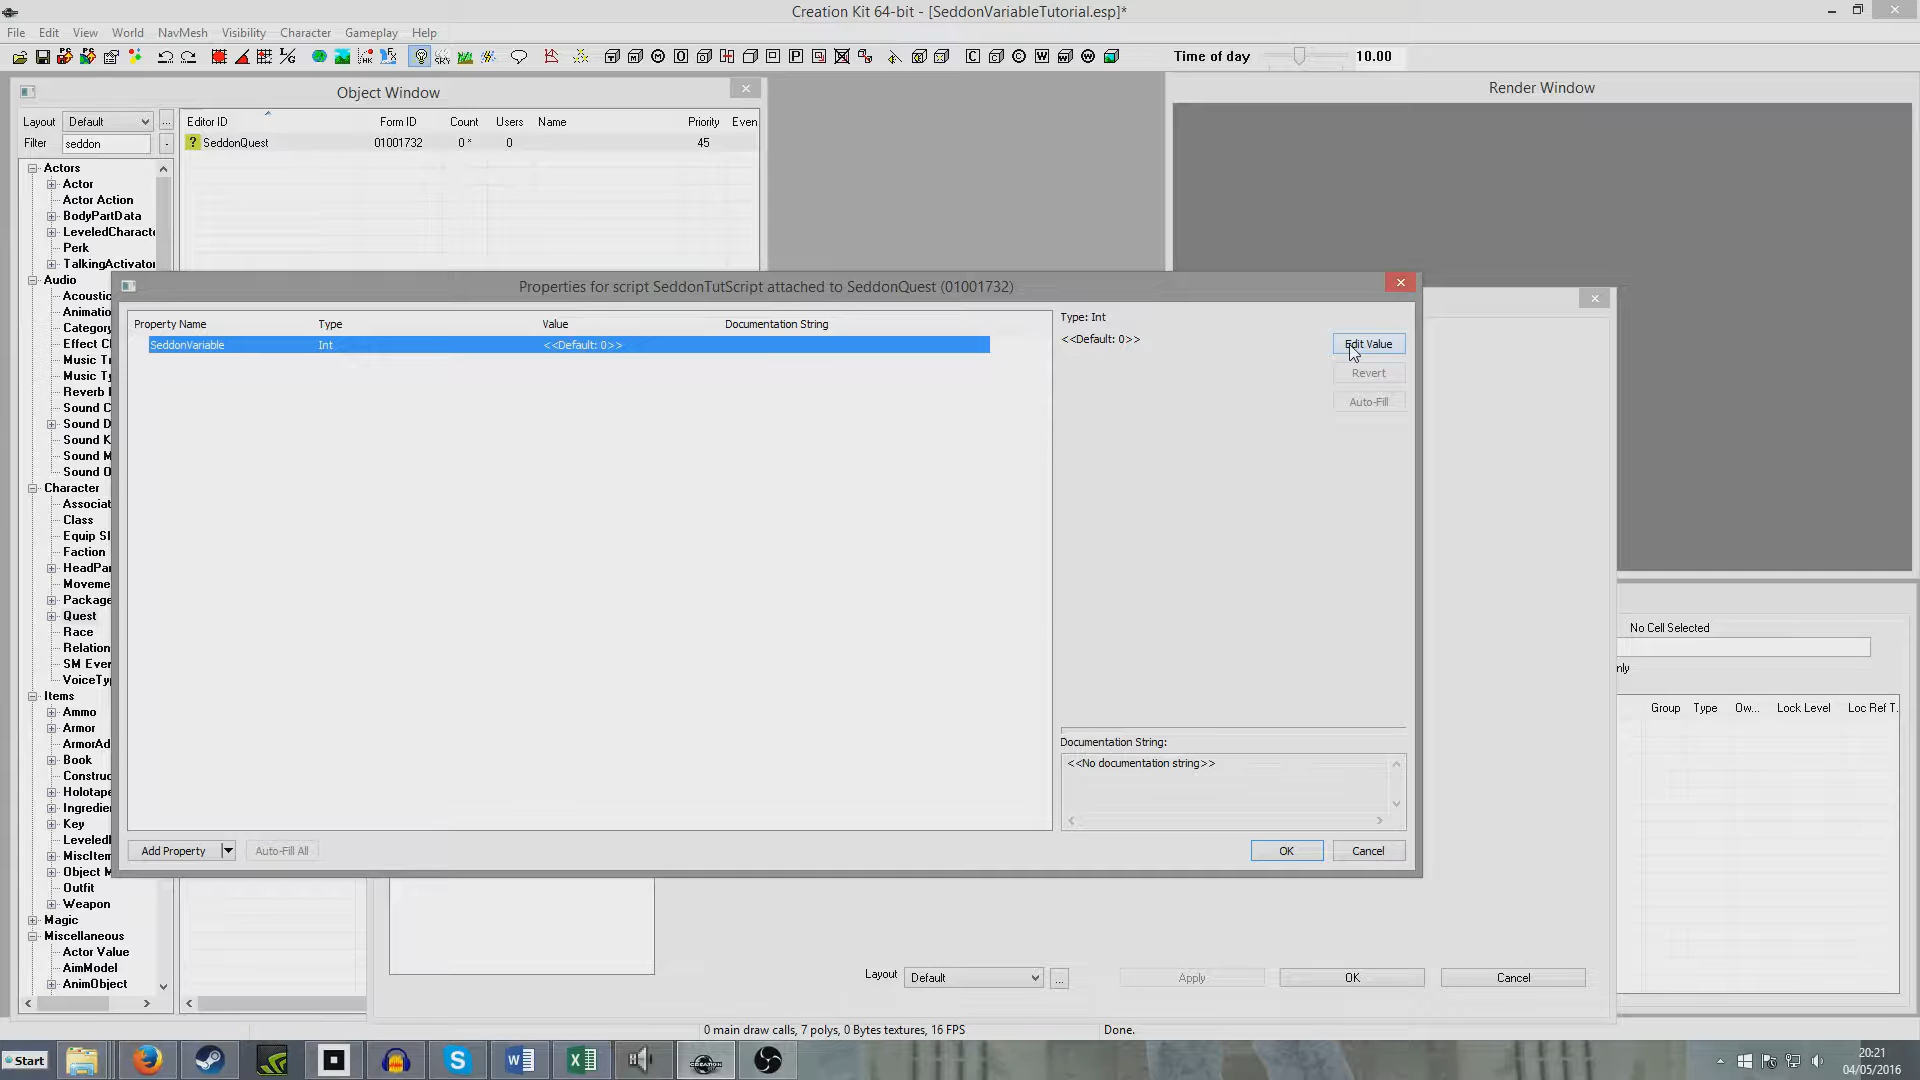 Creation Kit 64-bit - [SeddonVariableTutorial.esp]*
File Edit View World NavMesh Visibility Character Gameplay Help
Time of day 10.00
Object Window
Render Window
Layout Default ...
Filter seddon
Editor ID Form ID Count Users Name Priority Even
SeddonQuest 01001732 0 * 0 45
Actors
Actor
Actor Action
BodyPartData
LeveledCharacte
Perk
TalkingActivator
Audio
Acoustic
Animatio
Category
Effect C
Music T
Music Ty
Reverb
Sound C
Sound D
Sound K
Sound M
Sound O
Character
Associat
Class
Equip Sl
Faction
HeadPar
Moveme
Package
Quest
Race
Relation
SM Ever
VoiceTy
Items
Ammo
Armor
ArmorAd
Book
Construc
Holotape
Ingredier
Key
Leveled
MiscItem
Object M
Outfit
Weapon
Magic
Miscellaneous
Actor Value
AimModel
AnimObject
Properties for script SeddonTutScript attached to SeddonQuest (01001732)
Property Name Type Value Documentation String
SeddonVariable Int <<Default: 0>>
Type: Int
<<Default: 0>>
Edit Value
Revert
Auto-Fill
Documentation String:
<<No documentation string>>
Add Property Auto-Fill All OK Cancel
No Cell Selected
nly
Group Type Ow... Lock Level Loc Ref T.
Layout Default ... Apply OK Cancel
0 main draw calls, 7 polys, 0 Bytes textures, 16 FPS Done.
Start
20:21
04/05/2016